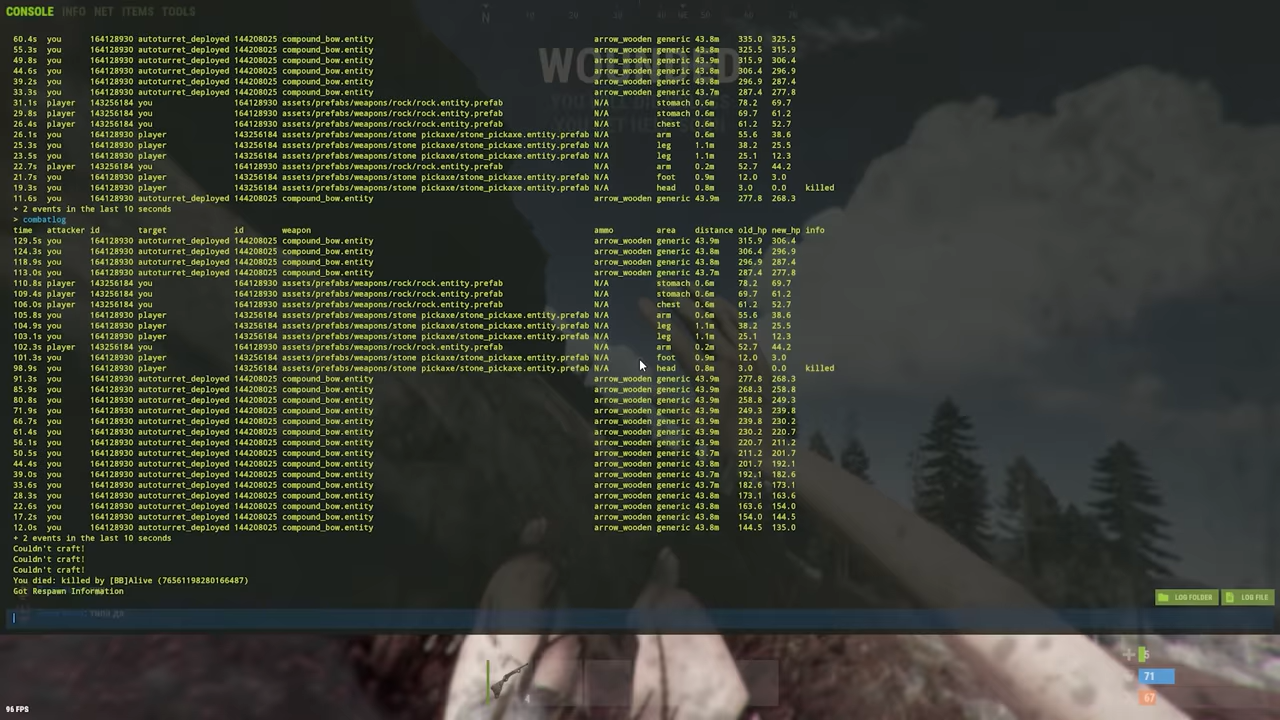 CONSOLE INFO NET ITEMS TOOLS
60.4s you 164128930 autoturret_deployed 144208025 compound_bow.entity arrow_wooden generic 43.8m 335.0 325.5
55.3s you 164128930 autoturret_deployed 144208025 compound_bow.entity arrow_wooden generic 43.8m 325.5 315.9
49.8s you 164128930 autoturret_deployed 144208025 compound_bow.entity arrow_wooden generic 43.9m 315.9 306.4
44.6s you 164128930 autoturret_deployed 144208025 compound_bow.entity arrow_wooden generic 43.8m 306.4 296.9
39.2s you 164128930 autoturret_deployed 144208025 compound_bow.entity arrow_wooden generic 43.8m 296.9 287.4
33.3s you 164128930 autoturret_deployed 144208025 compound_bow.entity arrow_wooden generic 43.7m 287.4 277.8
31.1s player 143256184 you 164128930 assets/prefabs/weapons/rock/rock.entity.prefab N/A stomach 0.6m 78.2 69.7
29.8s player 143256184 you 164128930 assets/prefabs/weapons/rock/rock.entity.prefab N/A stomach 0.6m 69.7 61.2
26.4s player 143256184 you 164128930 assets/prefabs/weapons/rock/rock.entity.prefab N/A chest 0.6m 61.2 52.7
26.1s you 164128930 player 143256184 assets/prefabs/weapons/stone pickaxe/stone_pickaxe.entity.prefab N/A arm 0.6m 55.6 38.6
25.3s you 164128930 player 143256184 assets/prefabs/weapons/stone pickaxe/stone_pickaxe.entity.prefab N/A leg 1.1m 38.2 25.5
23.5s you 164128930 player 143256184 assets/prefabs/weapons/stone pickaxe/stone_pickaxe.entity.prefab N/A leg 1.1m 25.1 12.3
22.7s player 143256184 you 164128930 assets/prefabs/weapons/rock/rock.entity.prefab N/A arm 0.2m 52.7 44.2
21.7s you 164128930 player 143256184 assets/prefabs/weapons/stone pickaxe/stone_pickaxe.entity.prefab N/A foot 0.9m 12.0 3.0
19.3s you 164128930 player 143256184 assets/prefabs/weapons/stone pickaxe/stone_pickaxe.entity.prefab N/A head 0.8m 3.0 0.0 killed
11.6s you 164128930 autoturret_deployed 144208025 compound_bow.entity arrow_wooden generic 43.9m 277.8 268.3
+ 2 events in the last 10 seconds
> combatlog
time attacker id target id weapon ammo area distance old_hp new_hp info
129.5s you 164128930 autoturret_deployed 144208025 compound_bow.entity arrow_wooden generic 43.9m 315.9 306.4
124.3s you 164128930 autoturret_deployed 144208025 compound_bow.entity arrow_wooden generic 43.8m 306.4 296.9
118.9s you 164128930 autoturret_deployed 144208025 compound_bow.entity arrow_wooden generic 43.8m 296.9 287.4
113.0s you 164128930 autoturret_deployed 144208025 compound_bow.entity arrow_wooden generic 43.7m 287.4 277.8
110.8s player 143256184 you 164128930 assets/prefabs/weapons/rock/rock.entity.prefab N/A stomach 0.6m 78.2 69.7
109.4s player 143256184 you 164128930 assets/prefabs/weapons/rock/rock.entity.prefab N/A stomach 0.6m 69.7 61.2
106.0s player 143256184 you 164128930 assets/prefabs/weapons/rock/rock.entity.prefab N/A chest 0.6m 61.2 52.7
105.8s you 164128930 player 143256184 assets/prefabs/weapons/stone pickaxe/stone_pickaxe.entity.prefab N/A arm 0.6m 55.6 38.6
104.9s you 164128930 player 143256184 assets/prefabs/weapons/stone pickaxe/stone_pickaxe.entity.prefab N/A leg 1.1m 38.2 25.5
103.1s you 164128930 player 143256184 assets/prefabs/weapons/stone pickaxe/stone_pickaxe.entity.prefab N/A leg 1.1m 25.1 12.3
102.3s player 143256184 you 164128930 assets/prefabs/weapons/rock/rock.entity.prefab N/A arm 0.2m 52.7 44.2
101.3s you 164128930 player 143256184 assets/prefabs/weapons/stone pickaxe/stone_pickaxe.entity.prefab N/A foot 0.9m 12.0 3.0
98.9s you 164128930 player 143256184 assets/prefabs/weapons/stone pickaxe/stone_pickaxe.entity.prefab N/A head 0.8m 3.0 0.0 killed
91.3s you 164128930 autoturret_deployed 144208025 compound_bow.entity arrow_wooden generic 43.9m 277.8 268.3
85.9s you 164128930 autoturret_deployed 144208025 compound_bow.entity arrow_wooden generic 43.9m 268.3 258.8
80.8s you 164128930 autoturret_deployed 144208025 compound_bow.entity arrow_wooden generic 43.9m 258.8 249.3
71.9s you 164128930 autoturret_deployed 144208025 compound_bow.entity arrow_wooden generic 43.9m 249.3 239.8
66.7s you 164128930 autoturret_deployed 144208025 compound_bow.entity arrow_wooden generic 43.9m 239.8 230.2
61.4s you 164128930 autoturret_deployed 144208025 compound_bow.entity arrow_wooden generic 43.9m 230.2 220.7
56.1s you 164128930 autoturret_deployed 144208025 compound_bow.entity arrow_wooden generic 43.9m 220.7 211.2
50.5s you 164128930 autoturret_deployed 144208025 compound_bow.entity arrow_wooden generic 43.7m 211.2 201.7
44.4s you 164128930 autoturret_deployed 144208025 compound_bow.entity arrow_wooden generic 43.8m 201.7 192.1
39.0s you 164128930 autoturret_deployed 144208025 compound_bow.entity arrow_wooden generic 43.7m 192.1 182.6
33.6s you 164128930 autoturret_deployed 144208025 compound_bow.entity arrow_wooden generic 43.7m 182.6 173.1
28.3s you 164128930 autoturret_deployed 144208025 compound_bow.entity arrow_wooden generic 43.8m 173.1 163.6
22.6s you 164128930 autoturret_deployed 144208025 compound_bow.entity arrow_wooden generic 43.8m 163.6 154.0
17.2s you 164128930 autoturret_deployed 144208025 compound_bow.entity arrow_wooden generic 43.8m 154.0 144.5
12.0s you 164128930 autoturret_deployed 144208025 compound_bow.entity arrow_wooden generic 43.8m 144.5 135.0
+ 2 events in the last 10 seconds
Couldn't craft!
Couldn't craft!
Couldn't craft!
You died: killed by [BB]Alive (76561198280166487)
Got Respawn Information
LOG FOLDER LOG FILE
4
71
67
96 FPS